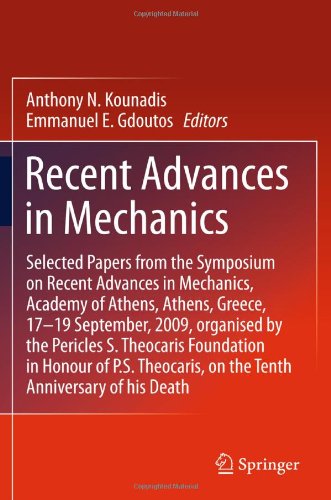 Anthony N. Kounadis
Emmanuel E. Gdoutos Editors
Recent Advances
in Mechanics
Selected Papers from the Symposium
on Recent Advances in Mechanics,
Academy of Athens, Athens, Greece,
17–19 September, 2009, organised by
the Pericles S. Theocaris Foundation
in Honour of P.S. Theocaris, on the Tenth
Anniversary of his Death
Springer